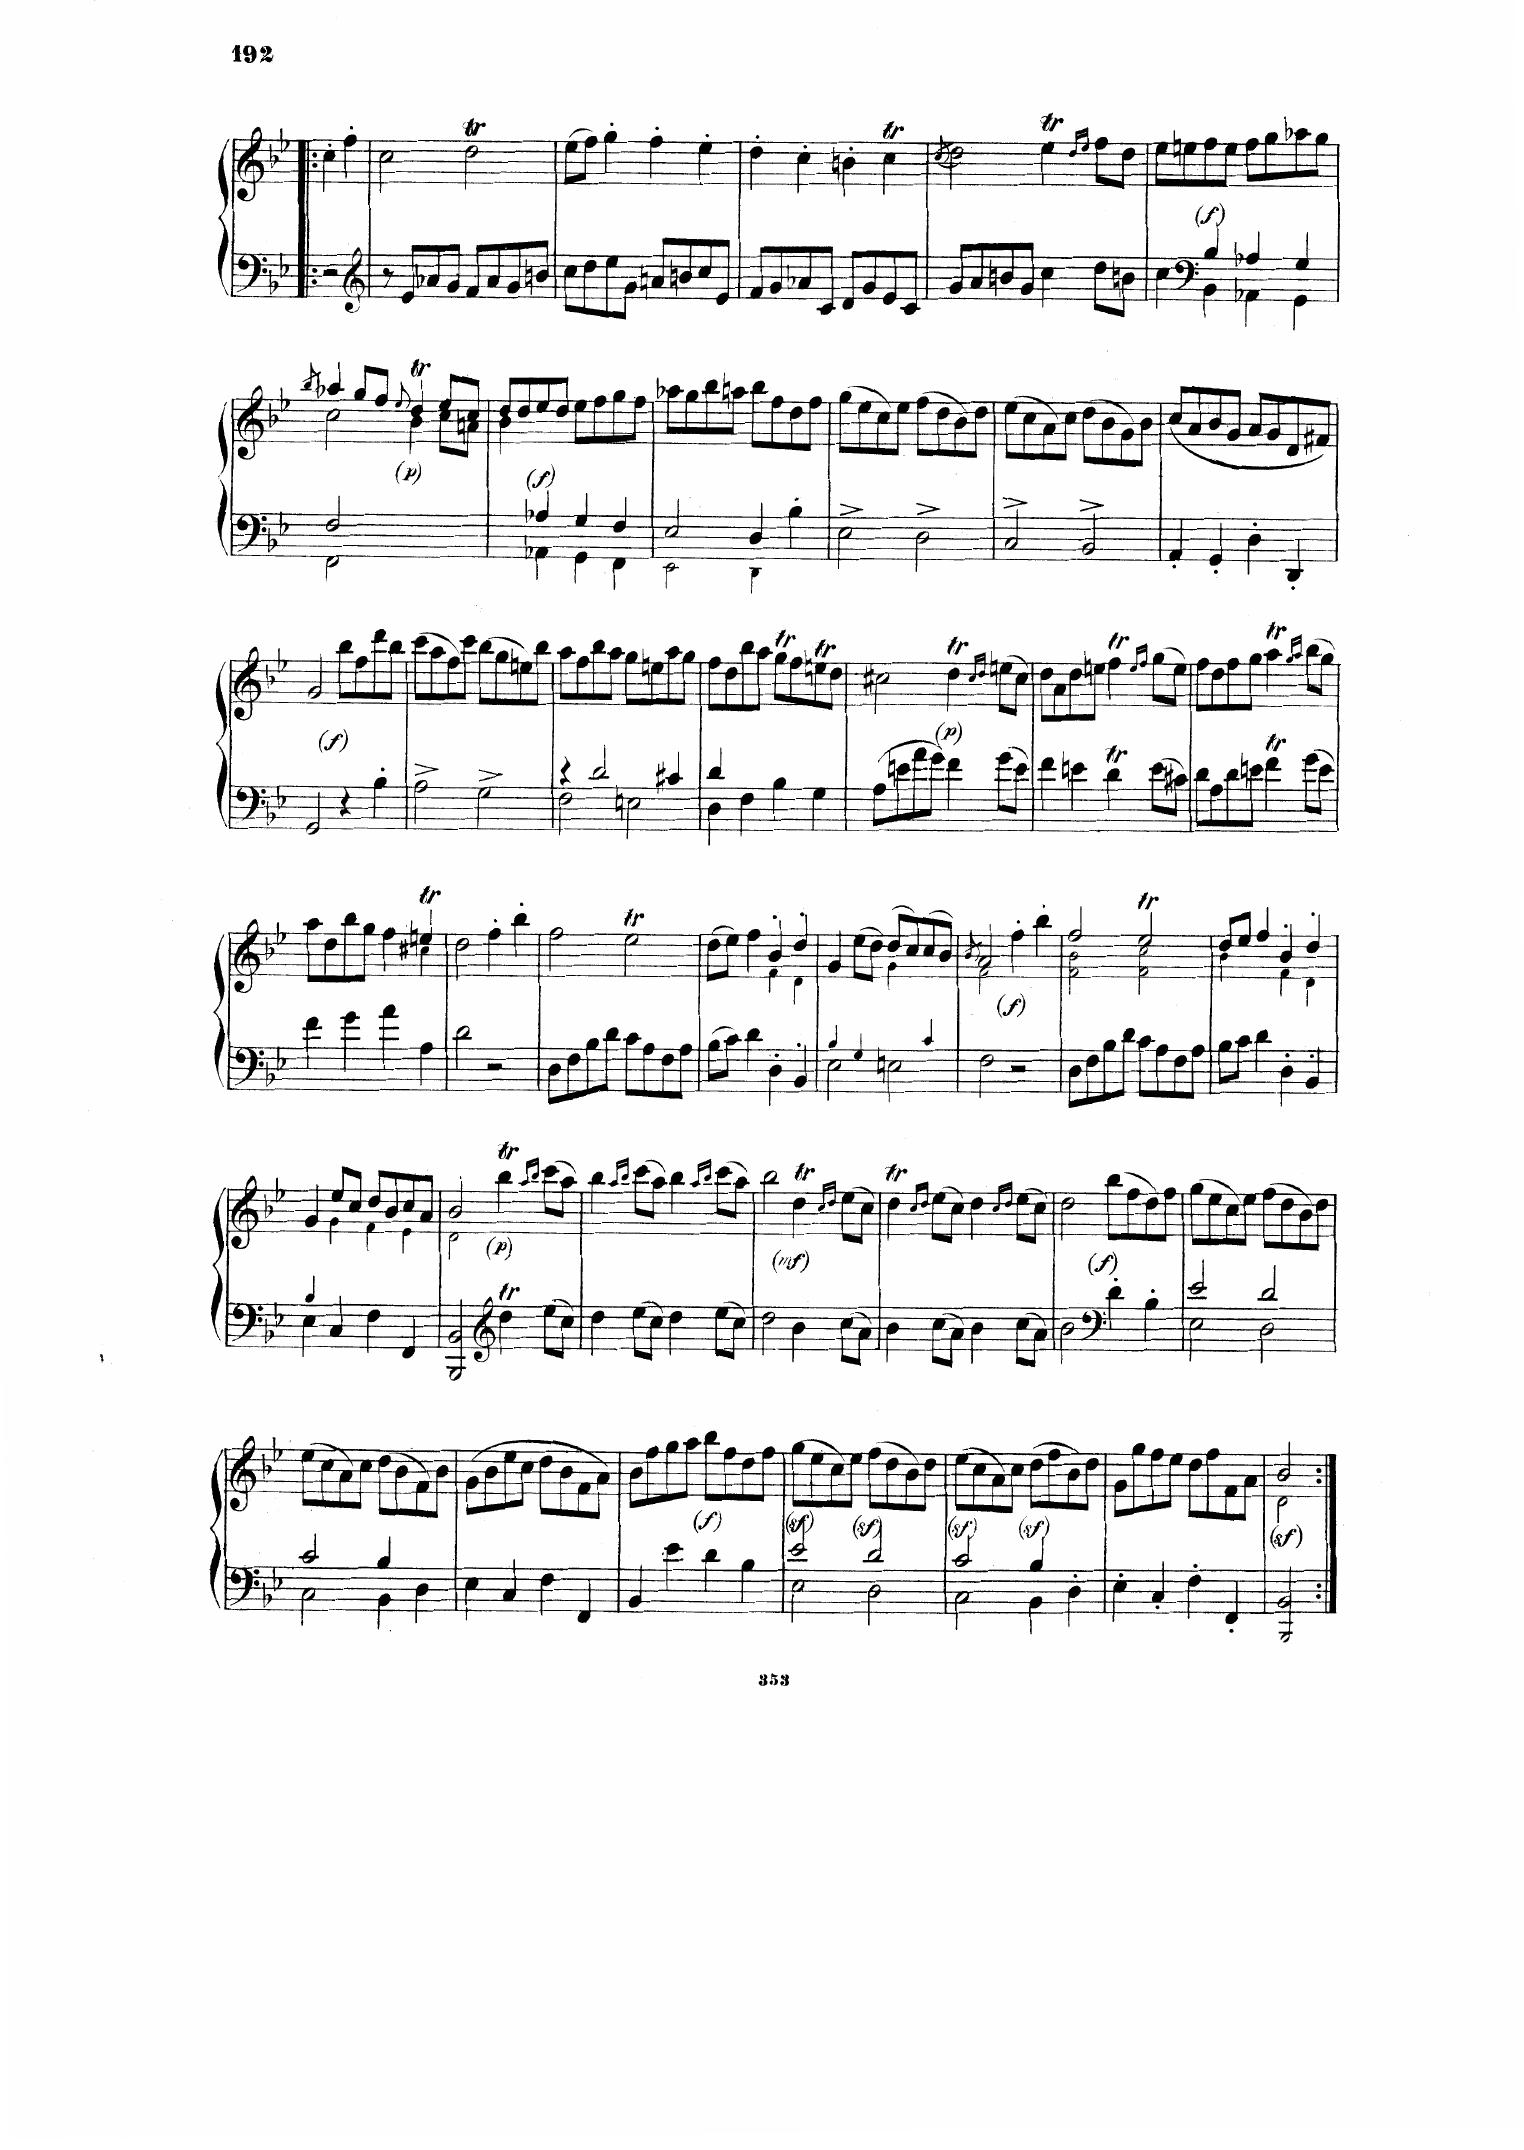 192
tr tr tr
(f)
tr
(p) (f)
tr tr tr tr tr
(f) (p)
tr tr
tr tr tr
(f)
tr tr tr
(p) (mf) (f)
tr
(f) (sf) (sf) (sf) (sf) (sf)
353